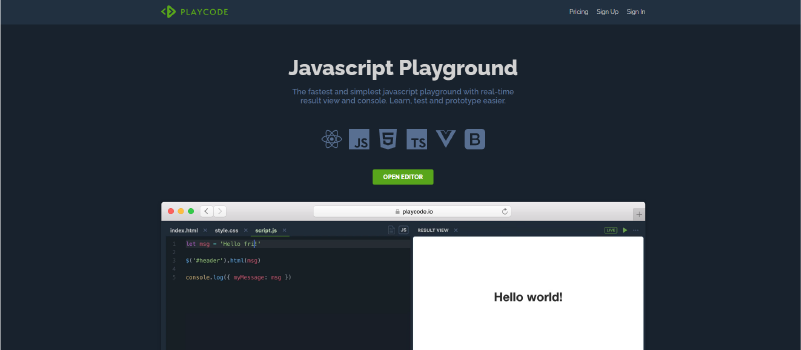 PLAYCODE
Pricing Sign Up Sign In
Javascript Playground
The fastest and simplest javascript playground with real-time
result view and console. Learn, test and prototype easier.
JS 5 TS B
OPEN EDITOR
playcode.io
index.html style.css script.js JS
RESULT VIEW LIVE
1 let msg = 'Hello fri'
2
3 $('#header').html(msg)
4
5 console.log({ myMessage: msg })
Hello world!